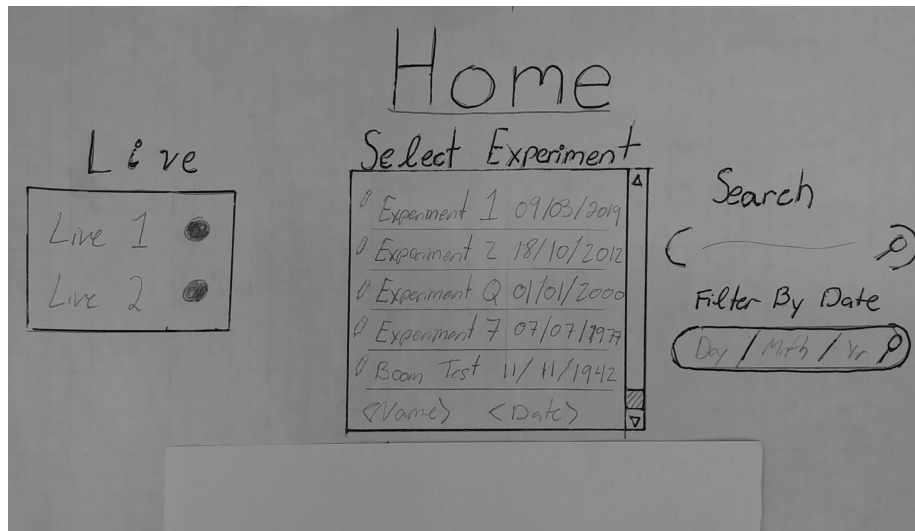 Home
Live
Live 1
Live 2
Select Experiment
Experiment 1 09/03/2019
Experiment 2 18/10/2012
Experiment Q 01/01/2000
Experiment 7 07/07/1977
Boom Test 11/11/1942
<Name> <Date>
Search
Filter By Date
Day / Mnth / Yr